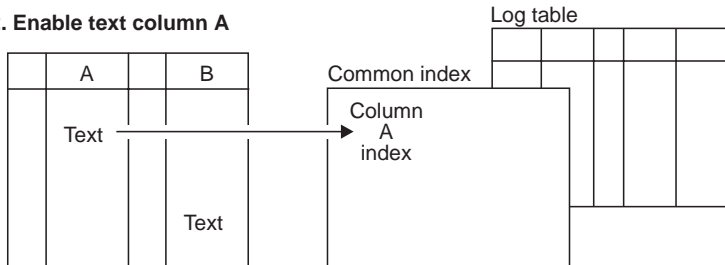 . Enable text column A
Log table
A
B
Common index
Column
A
index
Text
Text